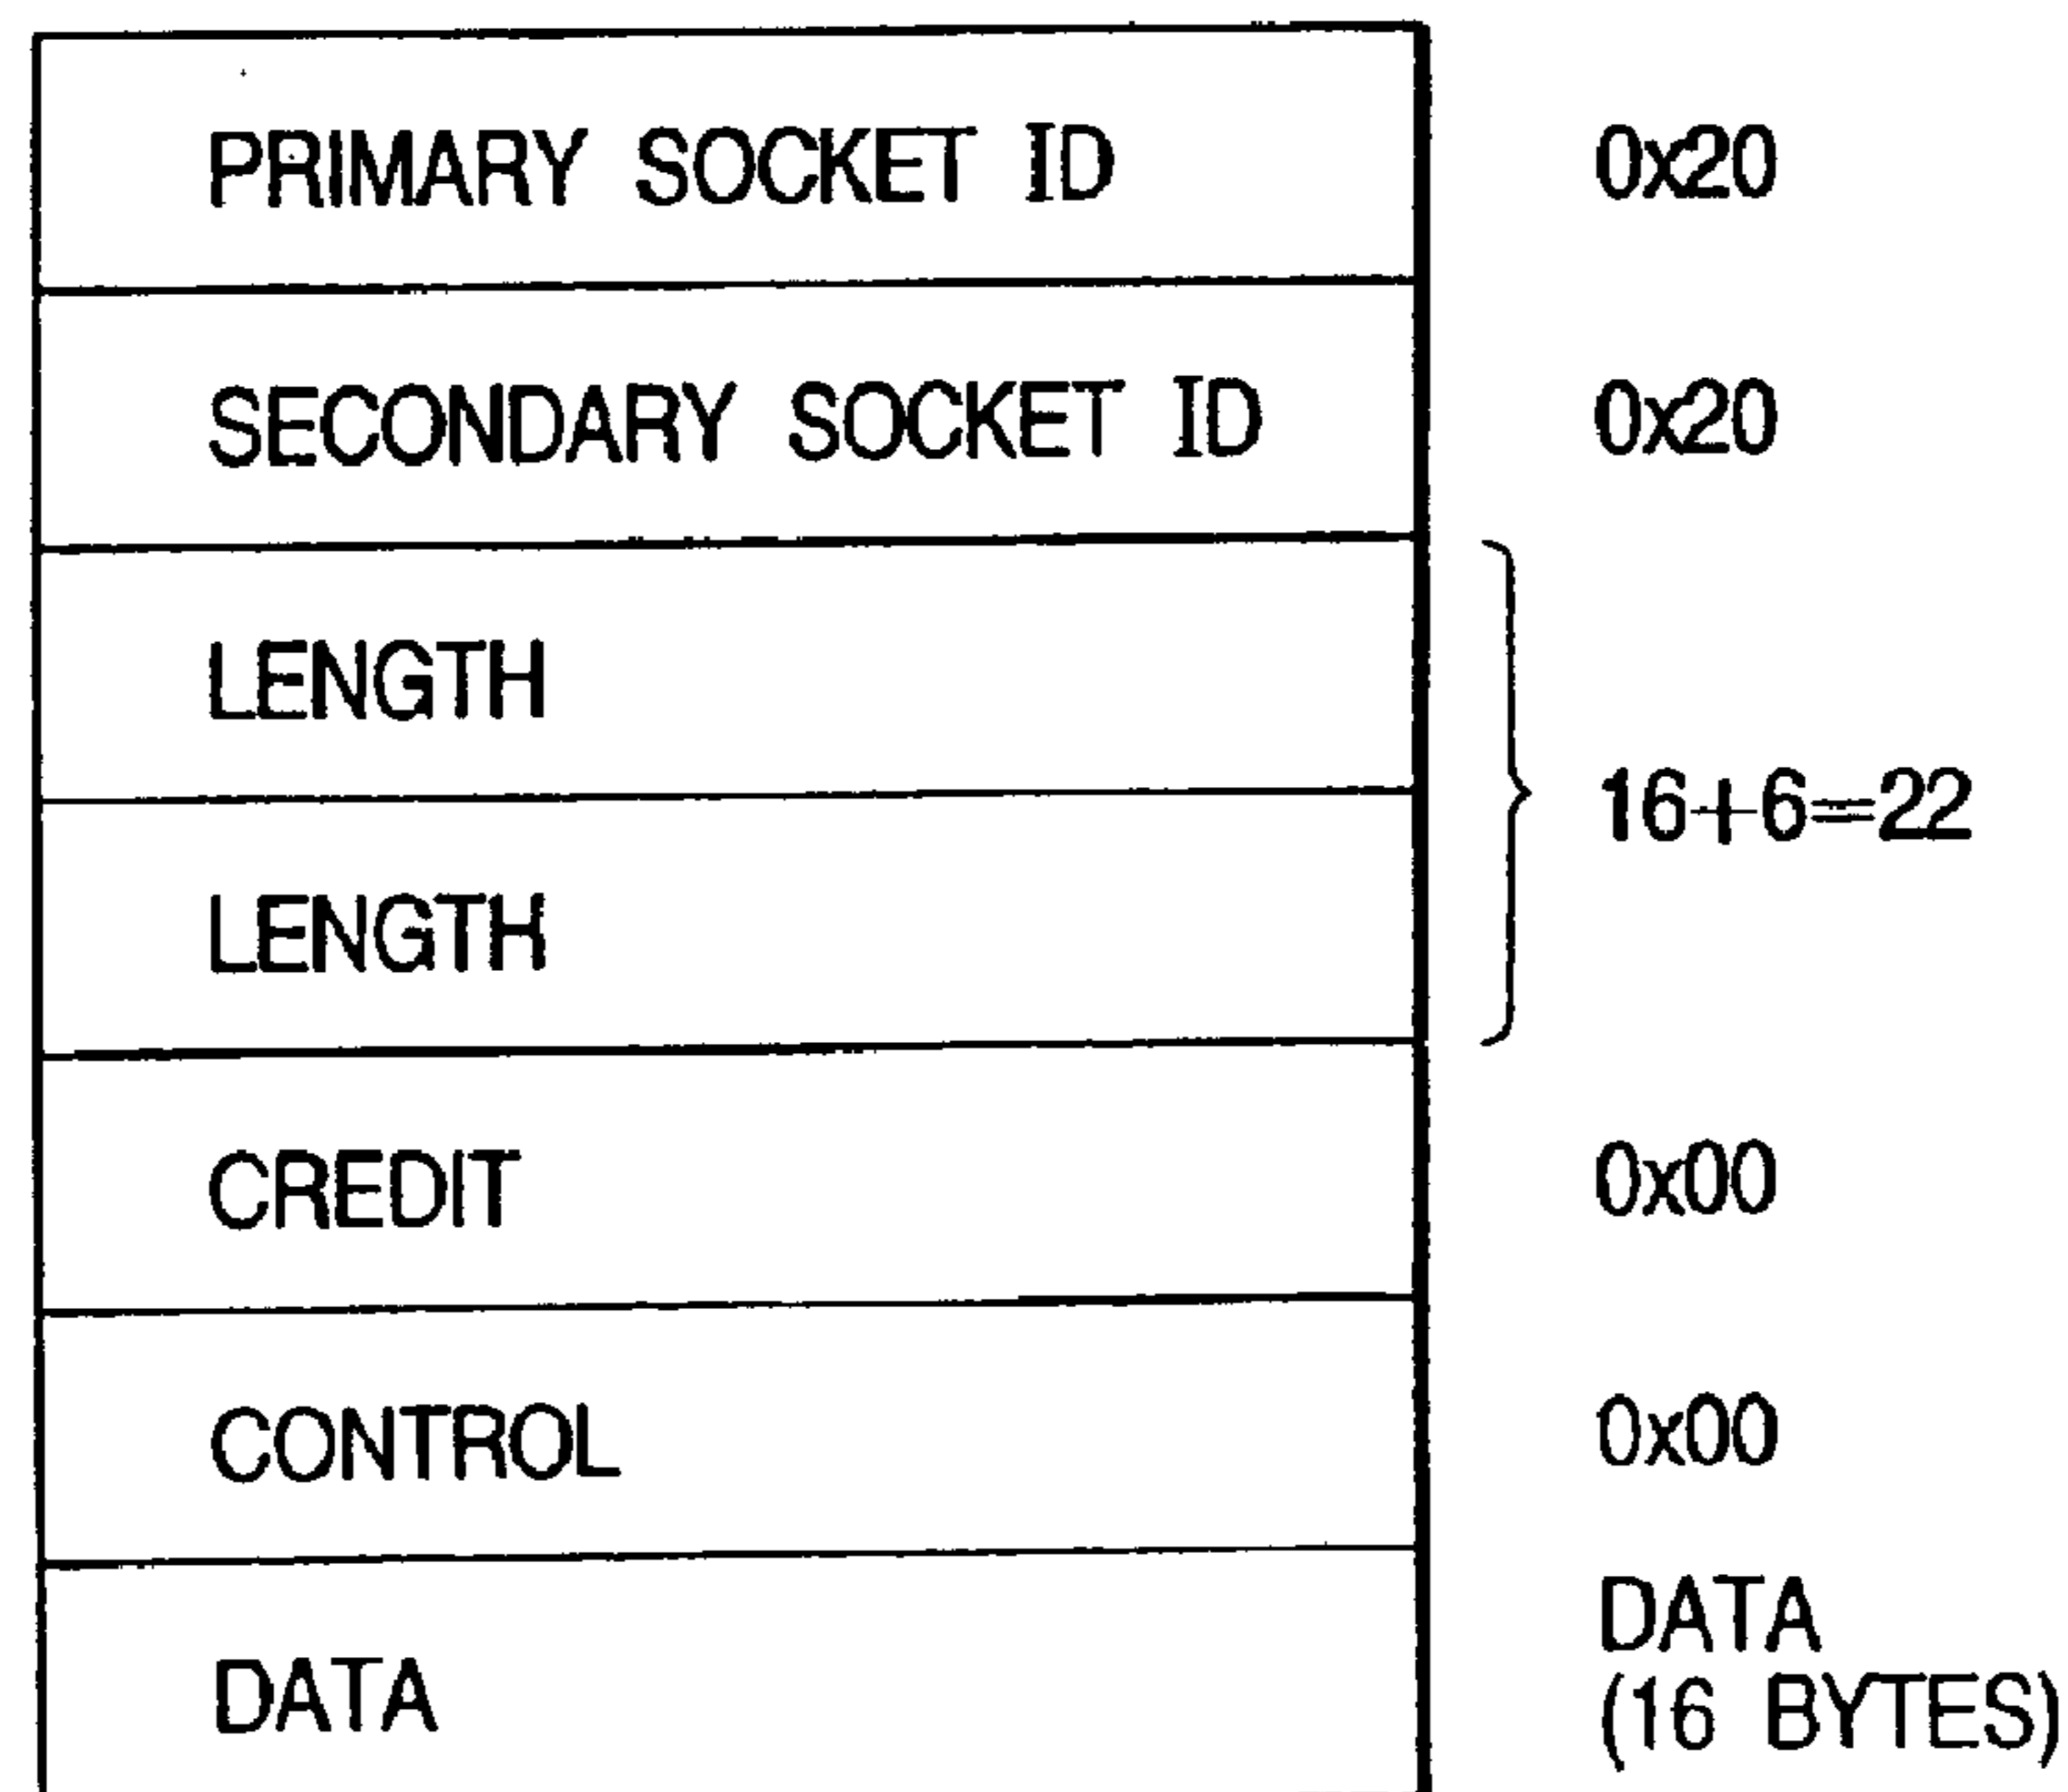 PRIMARY SOCKET ID 0x20
SECONDARY SOCKET ID 0x20
LENGTH
16+6=22
LENGTH
CREDIT 0x00
CONTROL 0x00
DATA
DATA
(16 BYTES)